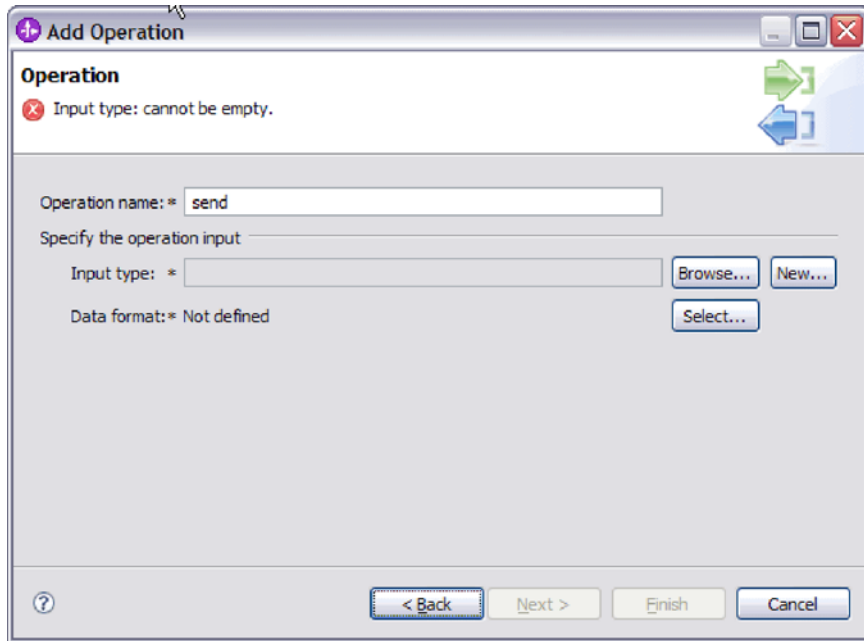 Add Operation
Operation
Input type: cannot be empty.
Operation name:* send
Specify the operation input
Input type: * Browse... New...
Data format:* Not defined Select...
? < Back Next > Finish Cancel